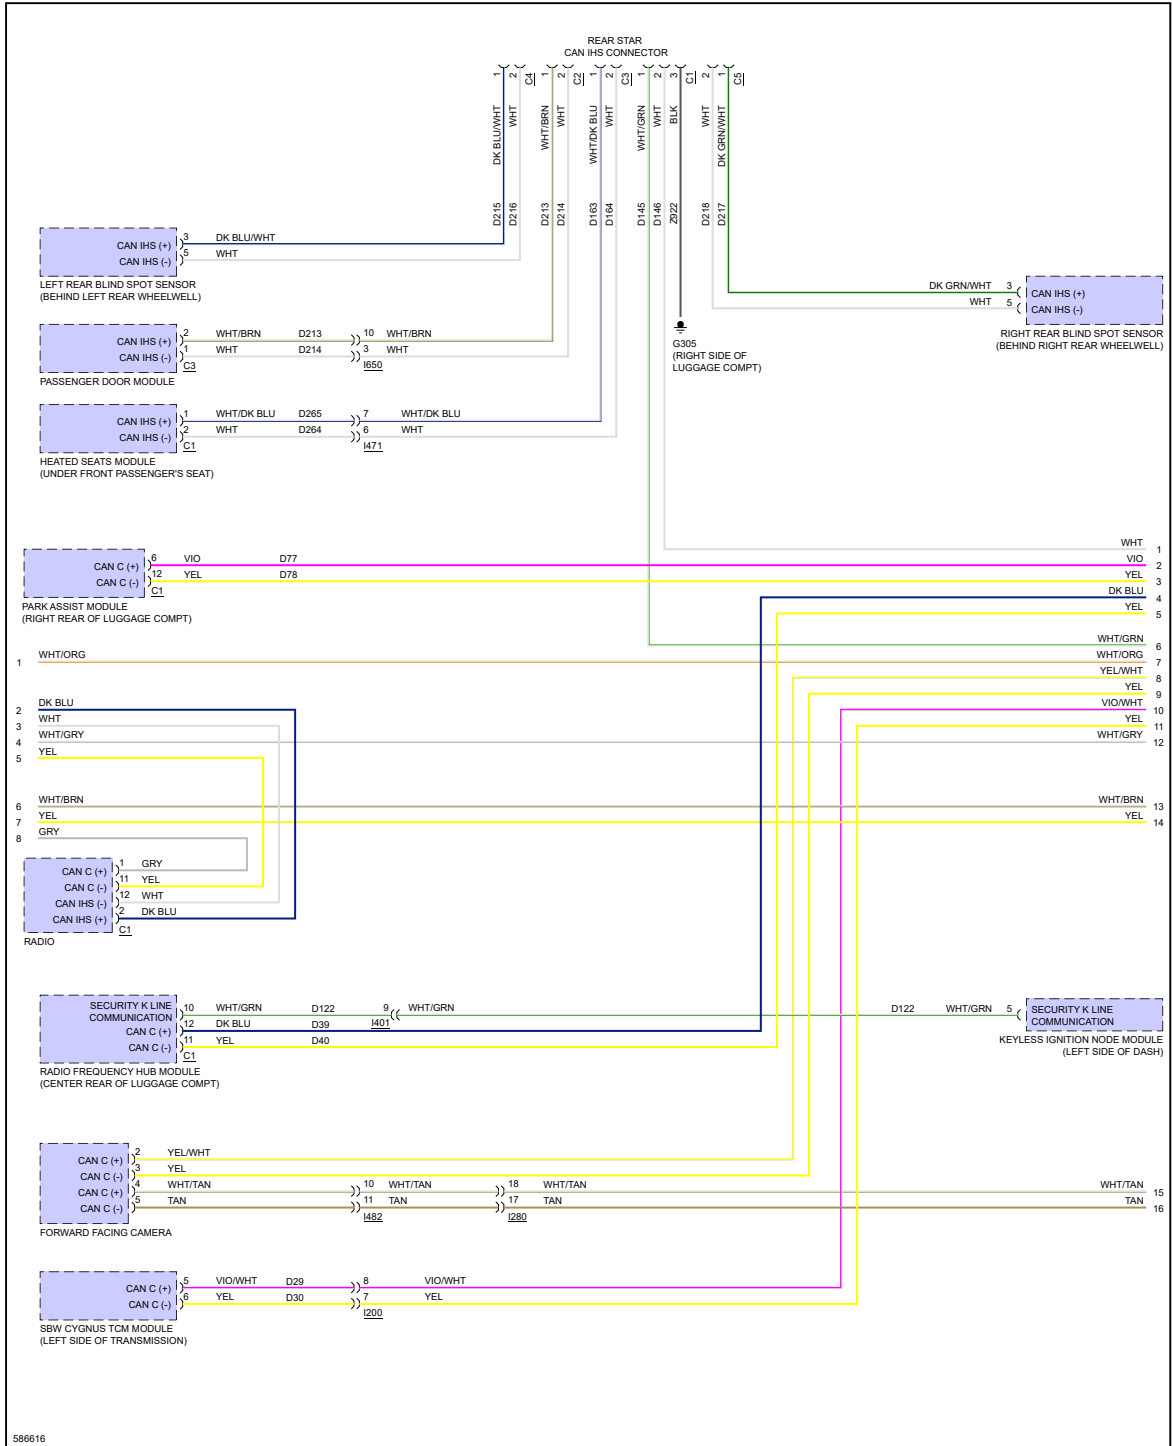 REAR STAR
CAN IHS CONNECTOR
1 2 C4 1 2 C2 1 2 C3 1 2 3 C1 2 1 C5
DK BLU/WHT WHT WHT/BRN WHT WHT/DK BLU WHT WHT/GRN WHT BLK WHT DK GRN/WHT
D215 D216 D213 D214 D163 D164 D145 D146 Z922 D218 D217
CAN IHS (+) 3 DK BLU/WHT
CAN IHS (-) 5 WHT
LEFT REAR BLIND SPOT SENSOR
(BEHIND LEFT REAR WHEELWELL)
DK GRN/WHT 3 CAN IHS (+)
WHT 5 CAN IHS (-)
RIGHT REAR BLIND SPOT SENSOR
(BEHIND RIGHT REAR WHEELWELL)
G305
(RIGHT SIDE OF
LUGGAGE COMPT)
CAN IHS (+) 2 WHT/BRN D213 10 WHT/BRN
CAN IHS (-) 1 WHT D214 3 WHT
C3 I650
PASSENGER DOOR MODULE
CAN IHS (+) 1 WHT/DK BLU D265 7 WHT/DK BLU
CAN IHS (-) 2 WHT D264 6 WHT
C1 I471
HEATED SEATS MODULE
(UNDER FRONT PASSENGER'S SEAT)
WHT 1
CAN C (+) 6 VIO D77 VIO 2
CAN C (-) 12 YEL D78 YEL 3
C1
PARK ASSIST MODULE
(RIGHT REAR OF LUGGAGE COMPT)
DK BLU 4
YEL 5
WHT/GRN 6
1 WHT/ORG WHT/ORG 7
YEL/WHT 8
YEL 9
2 DK BLU VIO/WHT 10
3 WHT YEL 11
4 WHT/GRY WHT/GRY 12
5 YEL
6 WHT/BRN WHT/BRN 13
7 YEL YEL 14
8 GRY
CAN C (+) 1 GRY
CAN C (-) 11 YEL
CAN IHS (-) 12 WHT
CAN IHS (+) 2 DK BLU
C1
RADIO
SECURITY K LINE
COMMUNICATION 10 WHT/GRN D122 9 WHT/GRN
I401
CAN C (+) 12 DK BLU D39
CAN C (-) 11 YEL D40
C1
RADIO FREQUENCY HUB MODULE
(CENTER REAR OF LUGGAGE COMPT)
D122 WHT/GRN 5 SECURITY K LINE
COMMUNICATION
KEYLESS IGNITION NODE MODULE
(LEFT SIDE OF DASH)
CAN C (+) 2 YEL/WHT
CAN C (-) 3 YEL
CAN C (+) 4 WHT/TAN 10 WHT/TAN 18 WHT/TAN WHT/TAN 15
CAN C (-) 5 TAN 11 TAN 17 TAN TAN 16
I482 I280
FORWARD FACING CAMERA
CAN C (+) 5 VIO/WHT D29 8 VIO/WHT
CAN C (-) 6 YEL D30 7 YEL
I200
SBW CYGNUS TCM MODULE
(LEFT SIDE OF TRANSMISSION)
586616